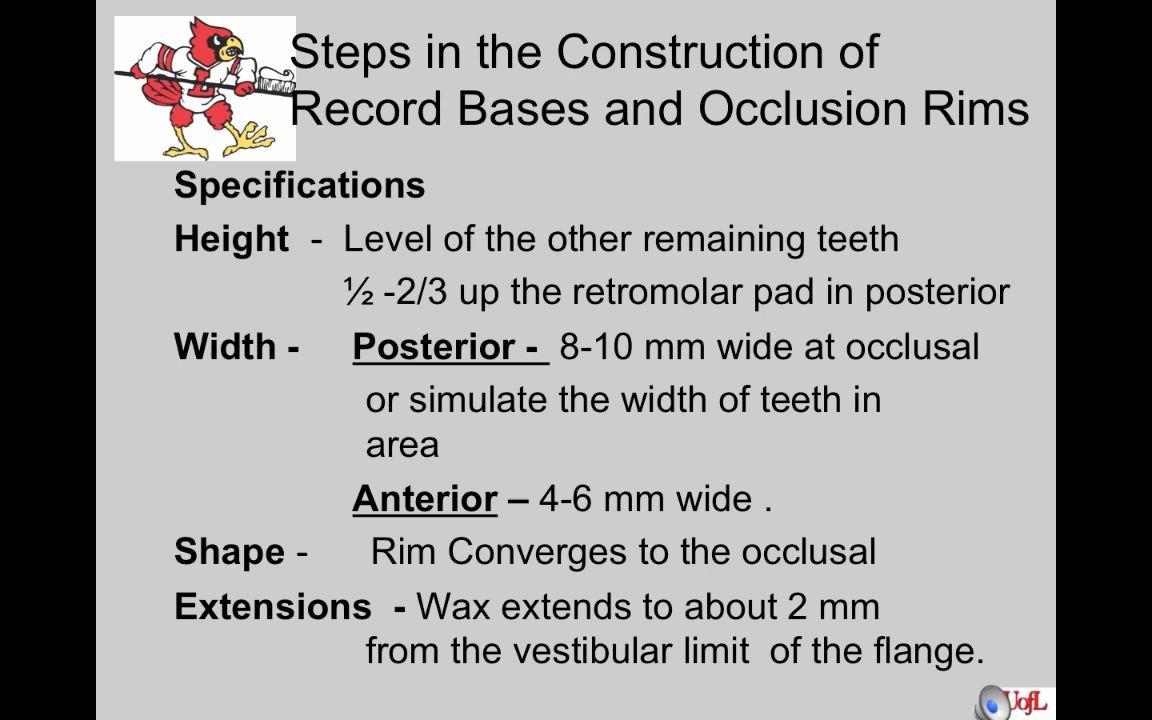 Steps in the Construction of
Record Bases and Occlusion Rims
Specifications
Height - Level of the other remaining teeth
½ -2/3 up the retromolar pad in posterior
Width - Posterior - 8-10 mm wide at occlusal
or simulate the width of teeth in
area
Anterior – 4-6 mm wide .
Shape - Rim Converges to the occlusal
Extensions - Wax extends to about 2 mm
from the vestibular limit of the flange.
UofL